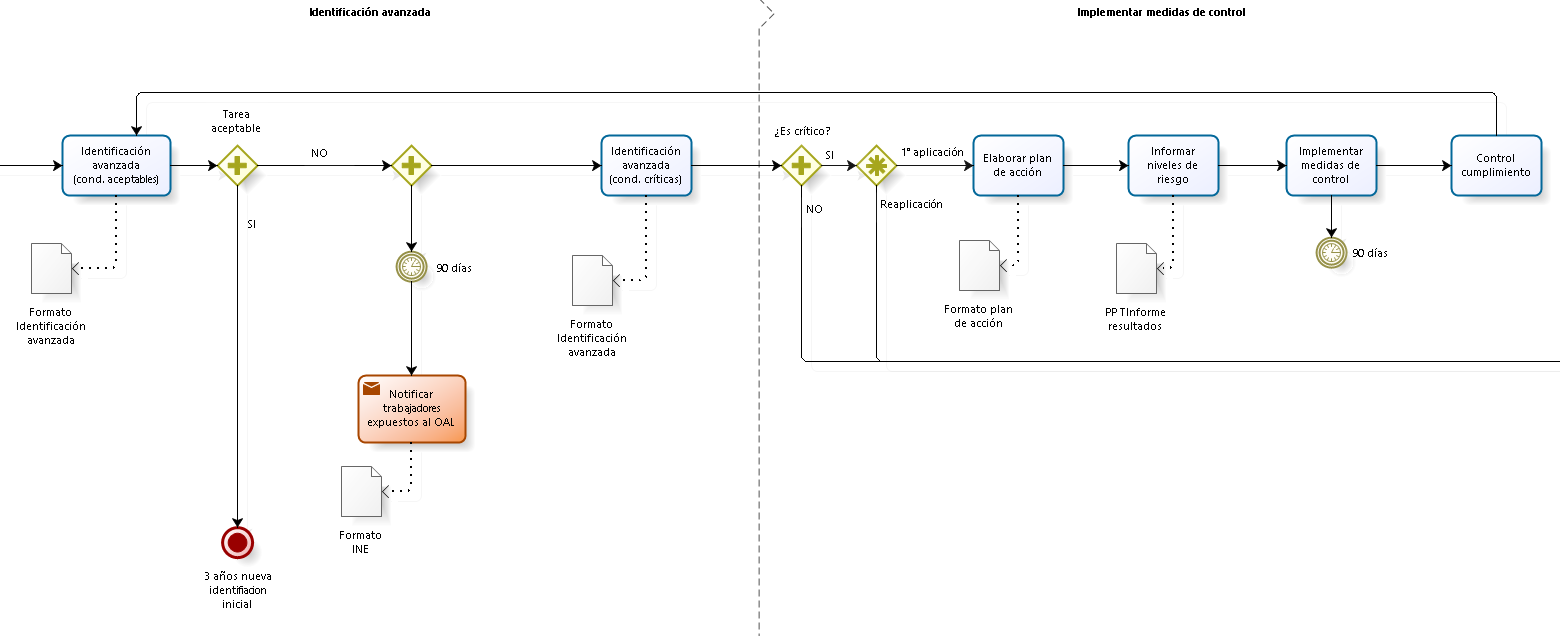 Identificación avanzada
Implementar medidas de control
Tarea
aceptable
¿Es crítico?
Identificación
avanzada
(cond. aceptables)
NO
Identificación
avanzada
(cond. críticas)
SI
1° aplicación
Elaborar plan
de acción
Informar
niveles de
riesgo
Implementar
medidas de
control
Control
cumplimiento
SI
NO
Reaplicación
90 días
90 días
Formato
Identificación
avanzada
Formato
Identificación
avanzada
Formato plan
de acción
PP TInforme
resultados
Notificar
trabajadores
expuestos al OAL
Formato
INE
3 años nueva
identifiacion
inicial